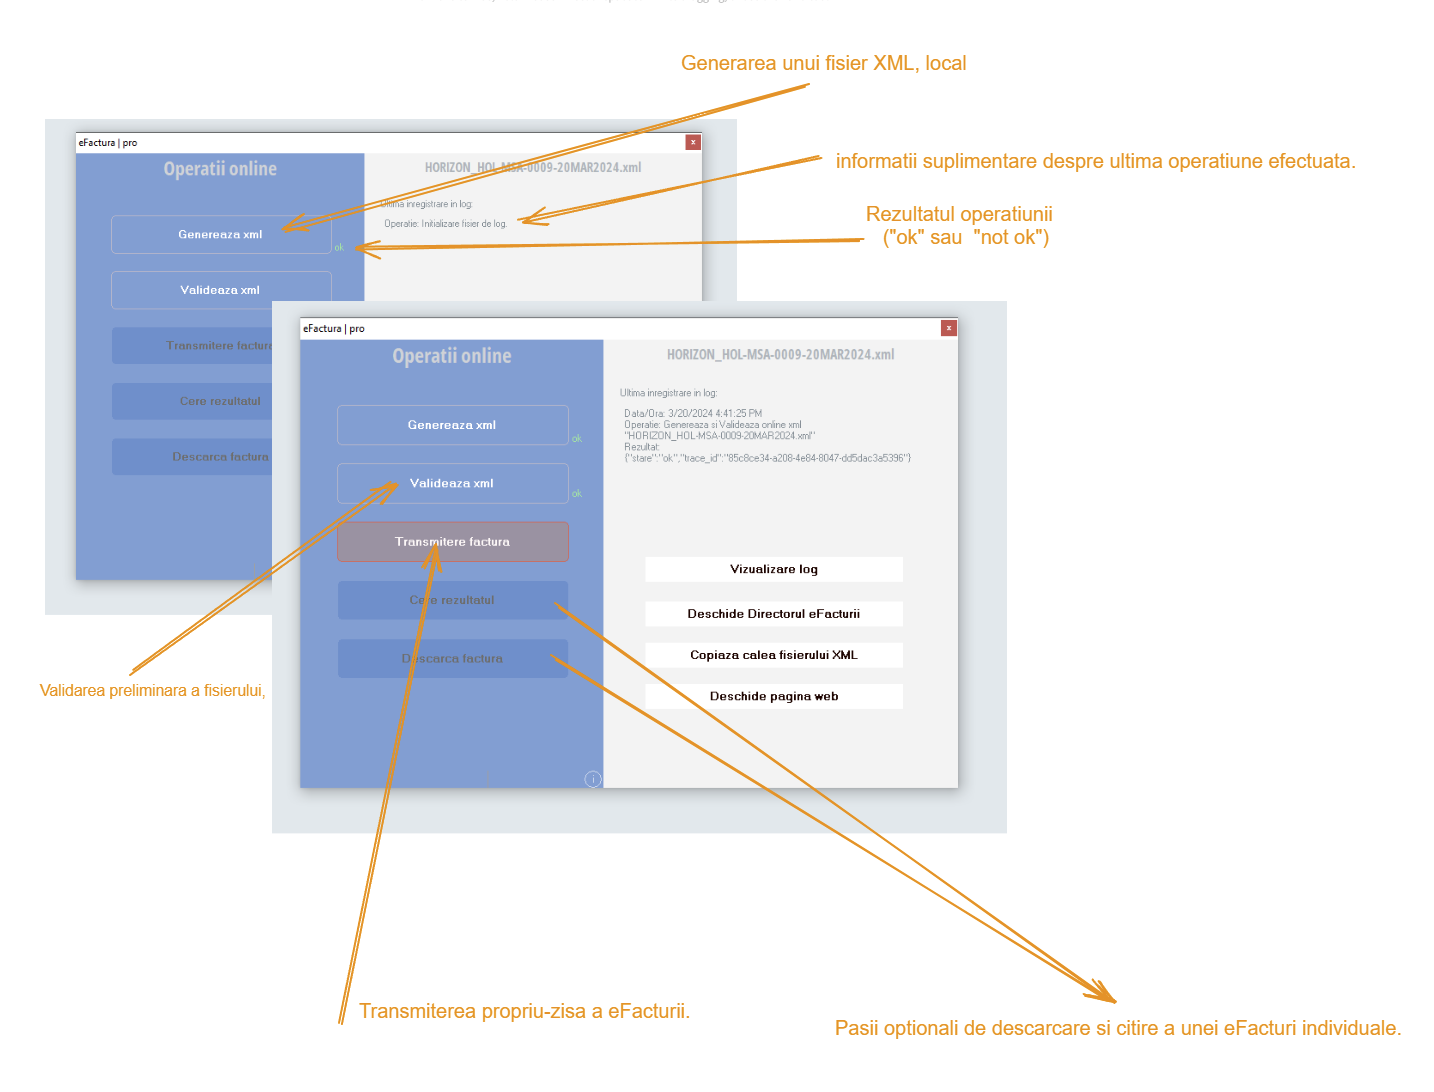 Generarea unui fisier XML, local
eFactura | pro
x
Operatii online
HORIZON_HOL-MSA-0009-20MAR2024.xml
informatii suplimentare despre ultima operatiune efectuata.
Ultima inregistrare in log:
Operatie: Initializare fisier de log.
Rezultatul operatiunii
("ok" sau "not ok")
Genereaza xml
ok
Valideaza xml
Transmitere factura
Cere rezultatul
Descarca factura
eFactura | pro
x
Operatii online
HORIZON_HOL-MSA-0009-20MAR2024.xml
Ultima inregistrare in log:
Data/Ora: 3/20/2024 4:41:25 PM
Operatie: Genereaza si Valideaza online xml
"HORIZON_HOL-MSA-0009-20MAR2024.xml"
Rezultat:
{"stare":"ok","trace_id":"85c8ce34-a208-4e84-8047-dd5dac3a5396"}
Genereaza xml
ok
Valideaza xml
ok
Transmitere factura
Cere rezultatul
Descarca factura
Vizualizare log
Deschide Directorul eFacturii
Copiaza calea fisierului XML
Deschide pagina web
i
Validarea preliminara a fisierului,
Transmiterea propriu-zisa a eFacturii.
Pasii optionali de descarcare si citire a unei eFacturi individuale.